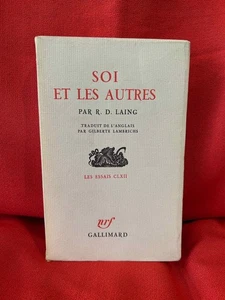 SOI
ET LES AUTRES
PAR R. D. LAING
TRADUIT DE L'ANGLAIS
PAR GILBERTE LAMBRICHS
LES ESSAIS CLXII
nrf
GALLIMARD